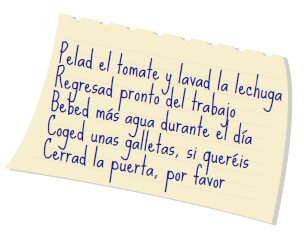 Pelad el tomate y lavad la lechuga
Regresad pronto del trabajo
Bebed más agua durante el día
Coged unas galletas, si queréis
Cerrad la puerta, por favor